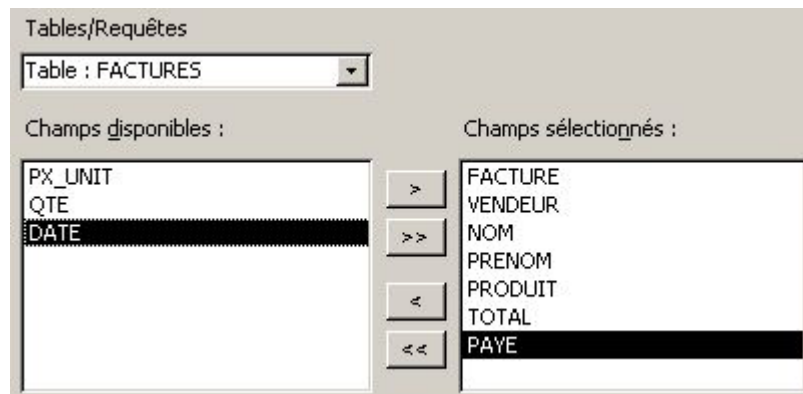 Tables/Requêtes
Table : FACTURES
Champs disponibles :
PX_UNIT
QTE
DATE
>
>>
<
<<
Champs sélectionnés :
FACTURE
VENDEUR
NOM
PRENOM
PRODUIT
TOTAL
PAYE